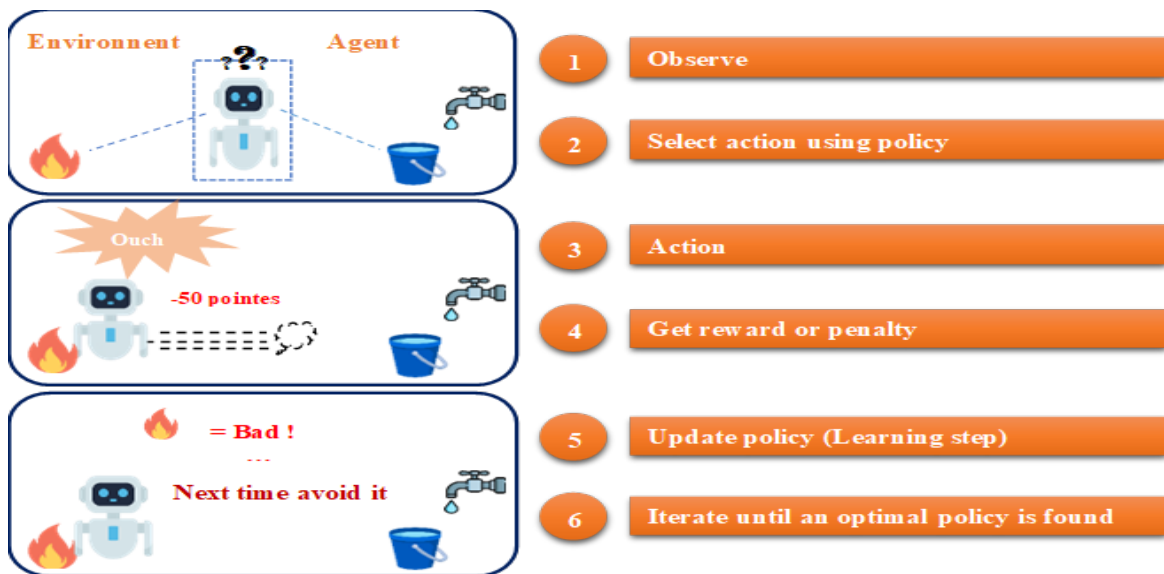 Environnent
Agent
???
1
Observe
2
Select action using policy
Ouch
-50 pointes
3
Action
4
Get reward or penalty
= Bad !
...
Next time avoid it
5
Update policy (Learning step)
6
Iterate until an optimal policy is found